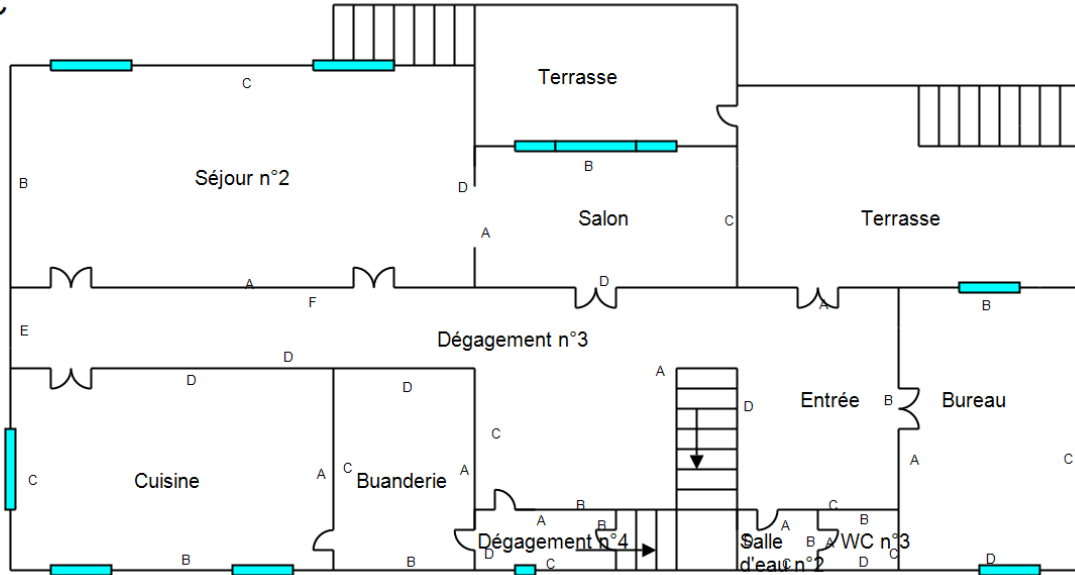 Terrasse
C
Séjour n°2
B
D
B
Salon
A
C
Terrasse
D
A
F
A
B
E
Dégagement n°3
D
D
D
A
D
Entrée
B
Bureau
C
A
C
Cuisine
A
C
Buanderie
A
A
C
B
C
A
B
A
B
Dégagement n°4
D
C
Salle
d'eau n°2
D
C
B
A
WC n°3
D
C
B
B
D